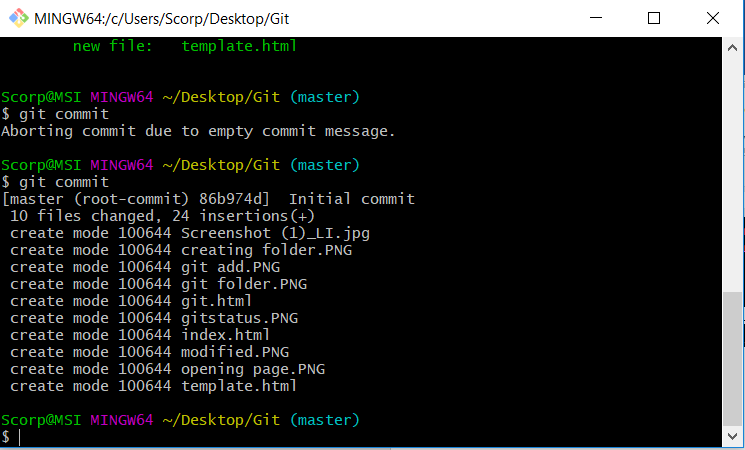 MINGW64:/c/Users/Scorp/Desktop/Git
new file:   template.html
Scorp@MSI MINGW64 ~/Desktop/Git (master)
$ git commit
Aborting commit due to empty commit message.
Scorp@MSI MINGW64 ~/Desktop/Git (master)
$ git commit
[master (root-commit) 86b974d]  Initial commit
 10 files changed, 24 insertions(+)
 create mode 100644 Screenshot (1)_LI.jpg
 create mode 100644 creating folder.PNG
 create mode 100644 git add.PNG
 create mode 100644 git folder.PNG
 create mode 100644 git.html
 create mode 100644 gitstatus.PNG
 create mode 100644 index.html
 create mode 100644 modified.PNG
 create mode 100644 opening page.PNG
 create mode 100644 template.html
Scorp@MSI MINGW64 ~/Desktop/Git (master)
$